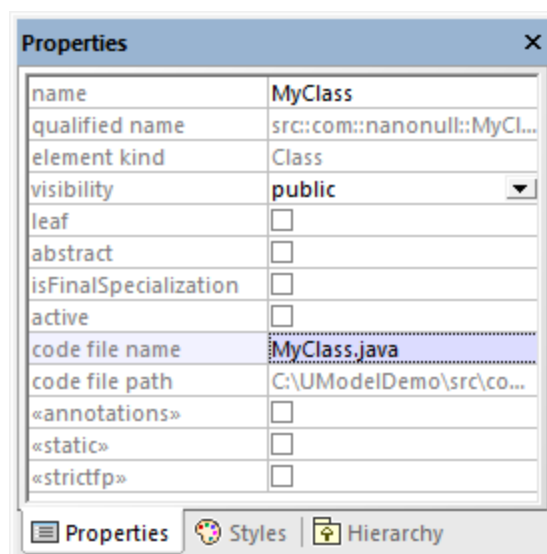 Properties
name MyClass
qualified name src::com::nanonull::MyCl...
element kind Class
visibility public
leaf
abstract
isFinalSpecialization
active
code file name MyClass.java
code file path C:\UModelDemo\src\co...
«annotations»
«static»
«strictfp»
Properties Styles Hierarchy